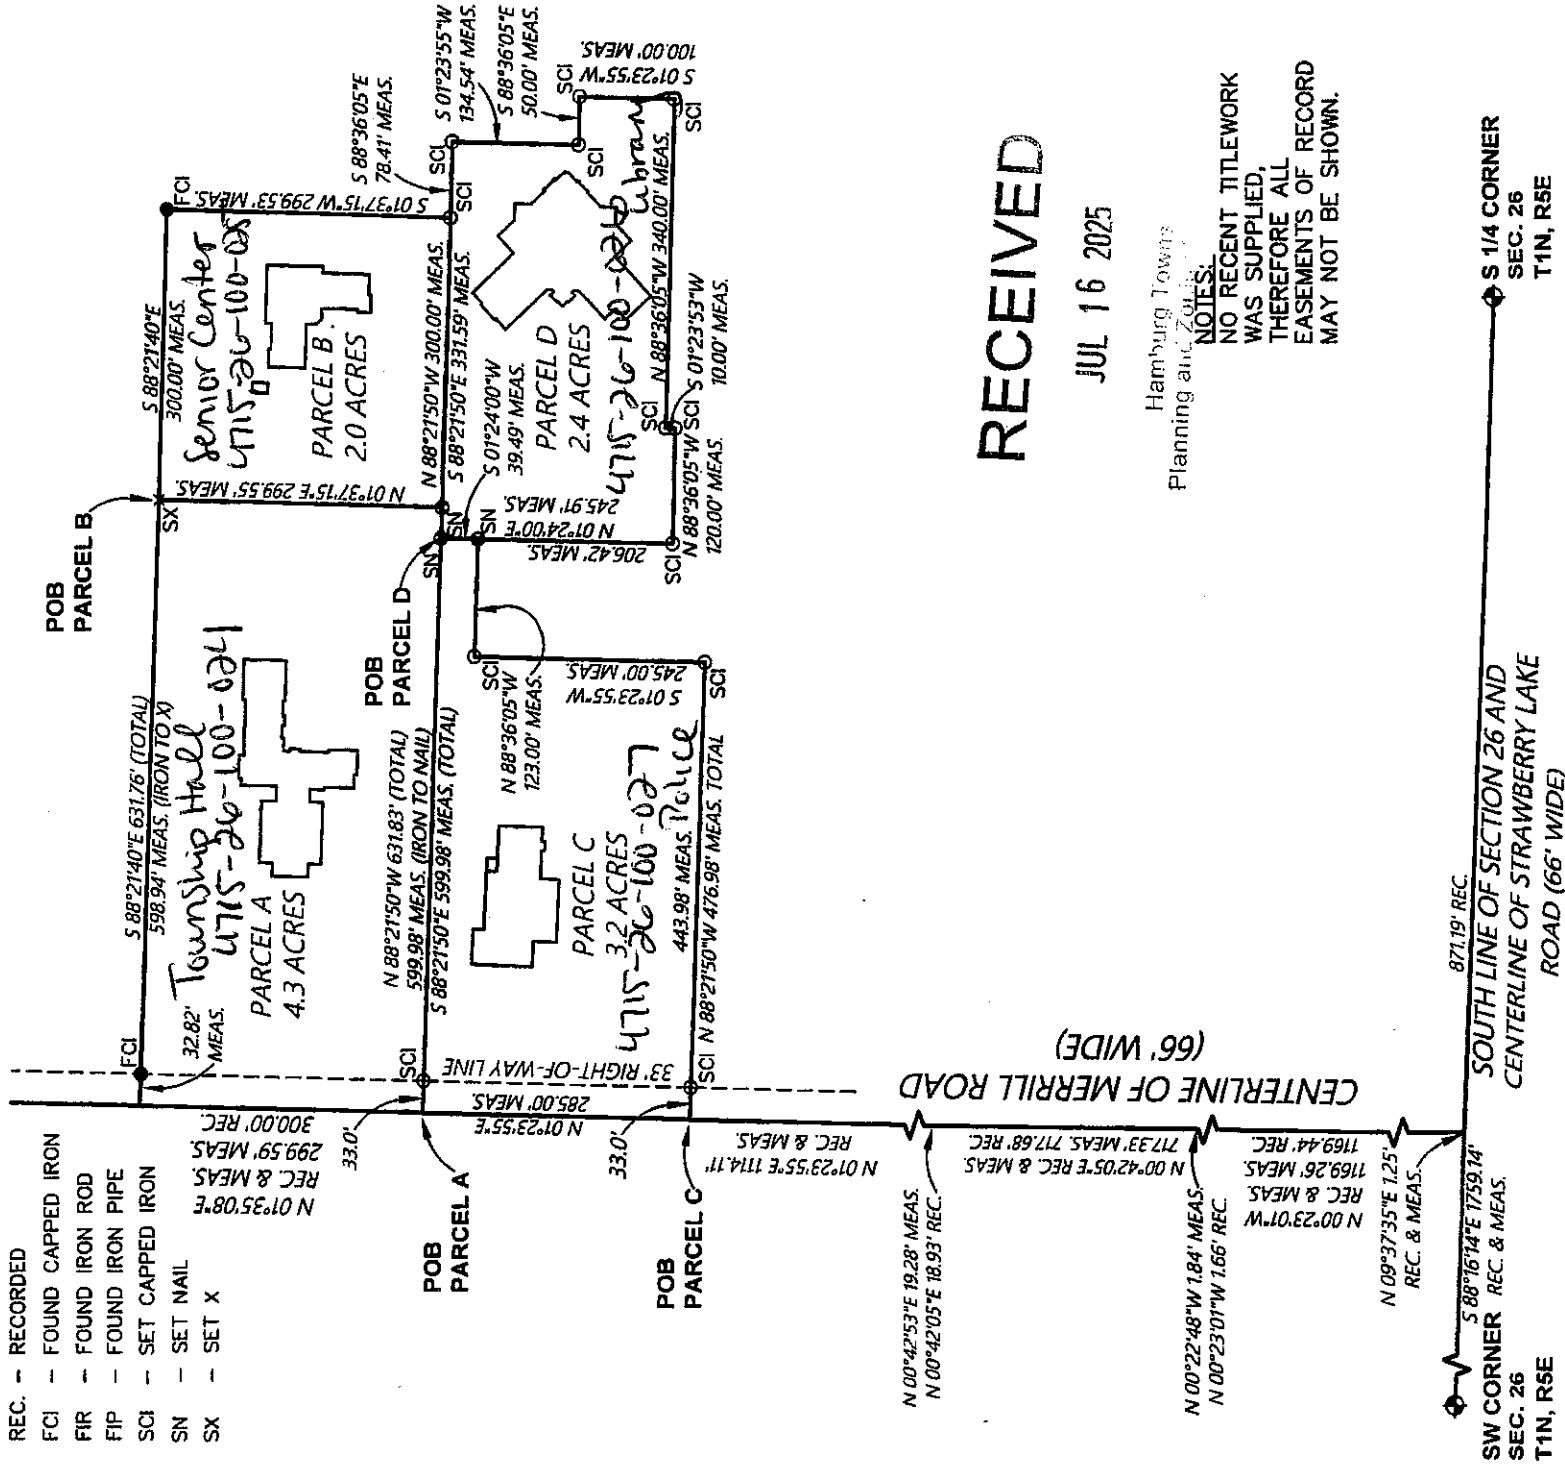 REC. – RECORDED
FCI – FOUND CAPPED IRON
FIR – FOUND IRON ROD
FIP – FOUND IRON PIPE
SCI – SET CAPPED IRON
SN – SET NAIL
SX – SET X
POB
PARCEL B
SX
S 88°21'40"E
300.00' MEAS.
FCI
Senior Center
4715-26-100-025
PARCEL B.
2.0 ACRES
N 01°37'15"E 299.55' MEAS.
S 01°37'15"W 299.53' MEAS.
S 88°36'05"E
78.41' MEAS.
S 01°23'55"W
134.54' MEAS.
S 88°36'05"E
50.00' MEAS.
S 01°23'55"W
100.00' MEAS.
SCI
SCI
SCI
SCI
SCI
N 88°21'50"W 300.00' MEAS.
S 88°21'50"E 331.59' MEAS.
S 01°24'00"W
39.49' MEAS.
PARCEL D
2.4 ACRES
Library
N 88°36'05"W 340.00' MEAS.
S 01°23'53"W
10.00' MEAS.
SCI
SCI
N 88°36'05"W
120.00' MEAS.
SCI
N 01°24'00"E
245.91' MEAS.
206.42' MEAS.
SN
SN
SN
POB
PARCEL D
S 88°21'40"E 631.76' (TOTAL)
598.94' MEAS. (IRON TO X)
FCI
32.82'
MEAS.
Township Hall
4715-26-100-024
PARCEL A
4.3 ACRES
N 88°21'50"W 631.83' (TOTAL)
599.98' MEAS. (IRON TO NAIL)
S 88°21'50"E 599.98' MEAS. (TOTAL)
N 88°36'05"W
123.00' MEAS.
SCI
S 01°23'55"W
245.00' MEAS.
SCI
PARCEL C
3.2 ACRES
4715-26-100-027
Police
443.98' MEAS.
N 88°21'50"W 476.98' MEAS. TOTAL
SCI
SCI
33' RIGHT-OF-WAY LINE
N 01°35'08"E
REC. & MEAS.
299.59' MEAS.
300.00' REC.
33.0'
POB
PARCEL A
N 01°23'55"E
285.00' MEAS.
33.0'
POB
PARCEL C
N 01°23'55"E 1114.11'
REC. & MEAS.
CENTERLINE OF MERRILL ROAD
(66' WIDE)
N 00°42'53"E 19.28' MEAS.
N 00°42'05"E 18.93' REC.
N 00°42'05"E REC. & MEAS.
717.33' MEAS. 717.68' REC.
N 00°22'48"W 1.84' MEAS.
N 00°23'01"W 1.66' REC.
N 00°23'01"W
REC. & MEAS.
1169.26' MEAS.
1169.44' REC.
N 09°37'35"E 1.25'
REC. & MEAS.
S 88°16'14"E 1759.14'
REC. & MEAS.
SW CORNER
SEC. 26
T1N, R5E
871.19' REC.
SOUTH LINE OF SECTION 26 AND
CENTERLINE OF STRAWBERRY LAKE
ROAD (66' WIDE)
S 1/4 CORNER
SEC. 26
T1N, R5E
RECEIVED
JUL 16 2025
Hamburg
Planning and
NOTES:
NO RECENT TITLEWORK
WAS SUPPLIED,
THEREFORE ALL
EASEMENTS OF RECORD
MAY NOT BE SHOWN.